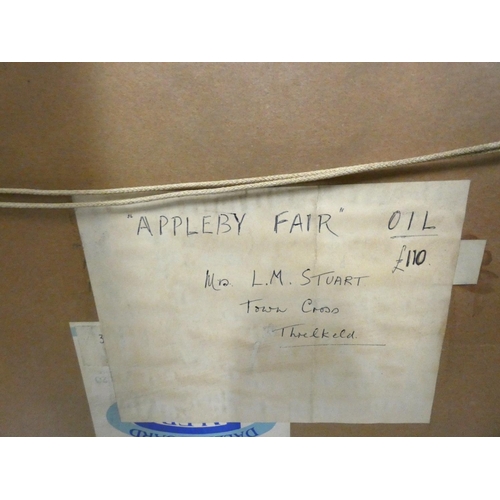 "APPLEBY FAIR" OIL
£110.
Mrs L.M. STUART
Town Cross
Threlkeld